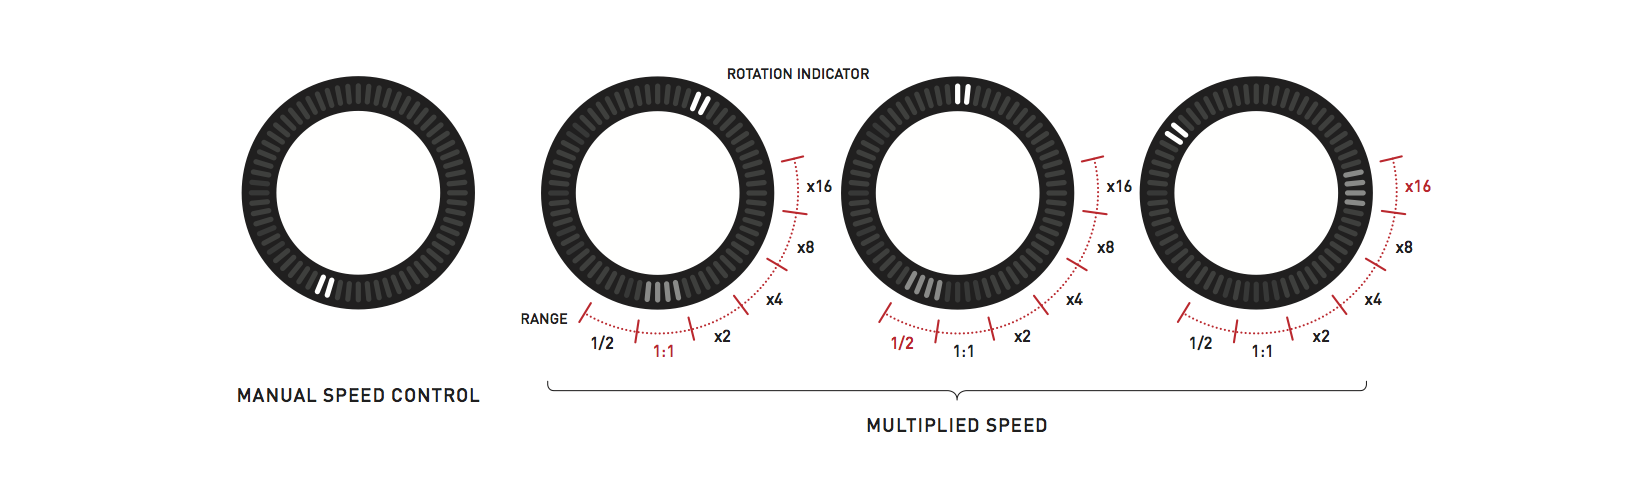 ROTATION INDICATOR
x16
x8
x4
x2
1:1
1/2
RANGE
x16
x8
x4
x2
1:1
1/2
x16
x8
x4
x2
1:1
1/2
MANUAL SPEED CONTROL
MULTIPLIED SPEED